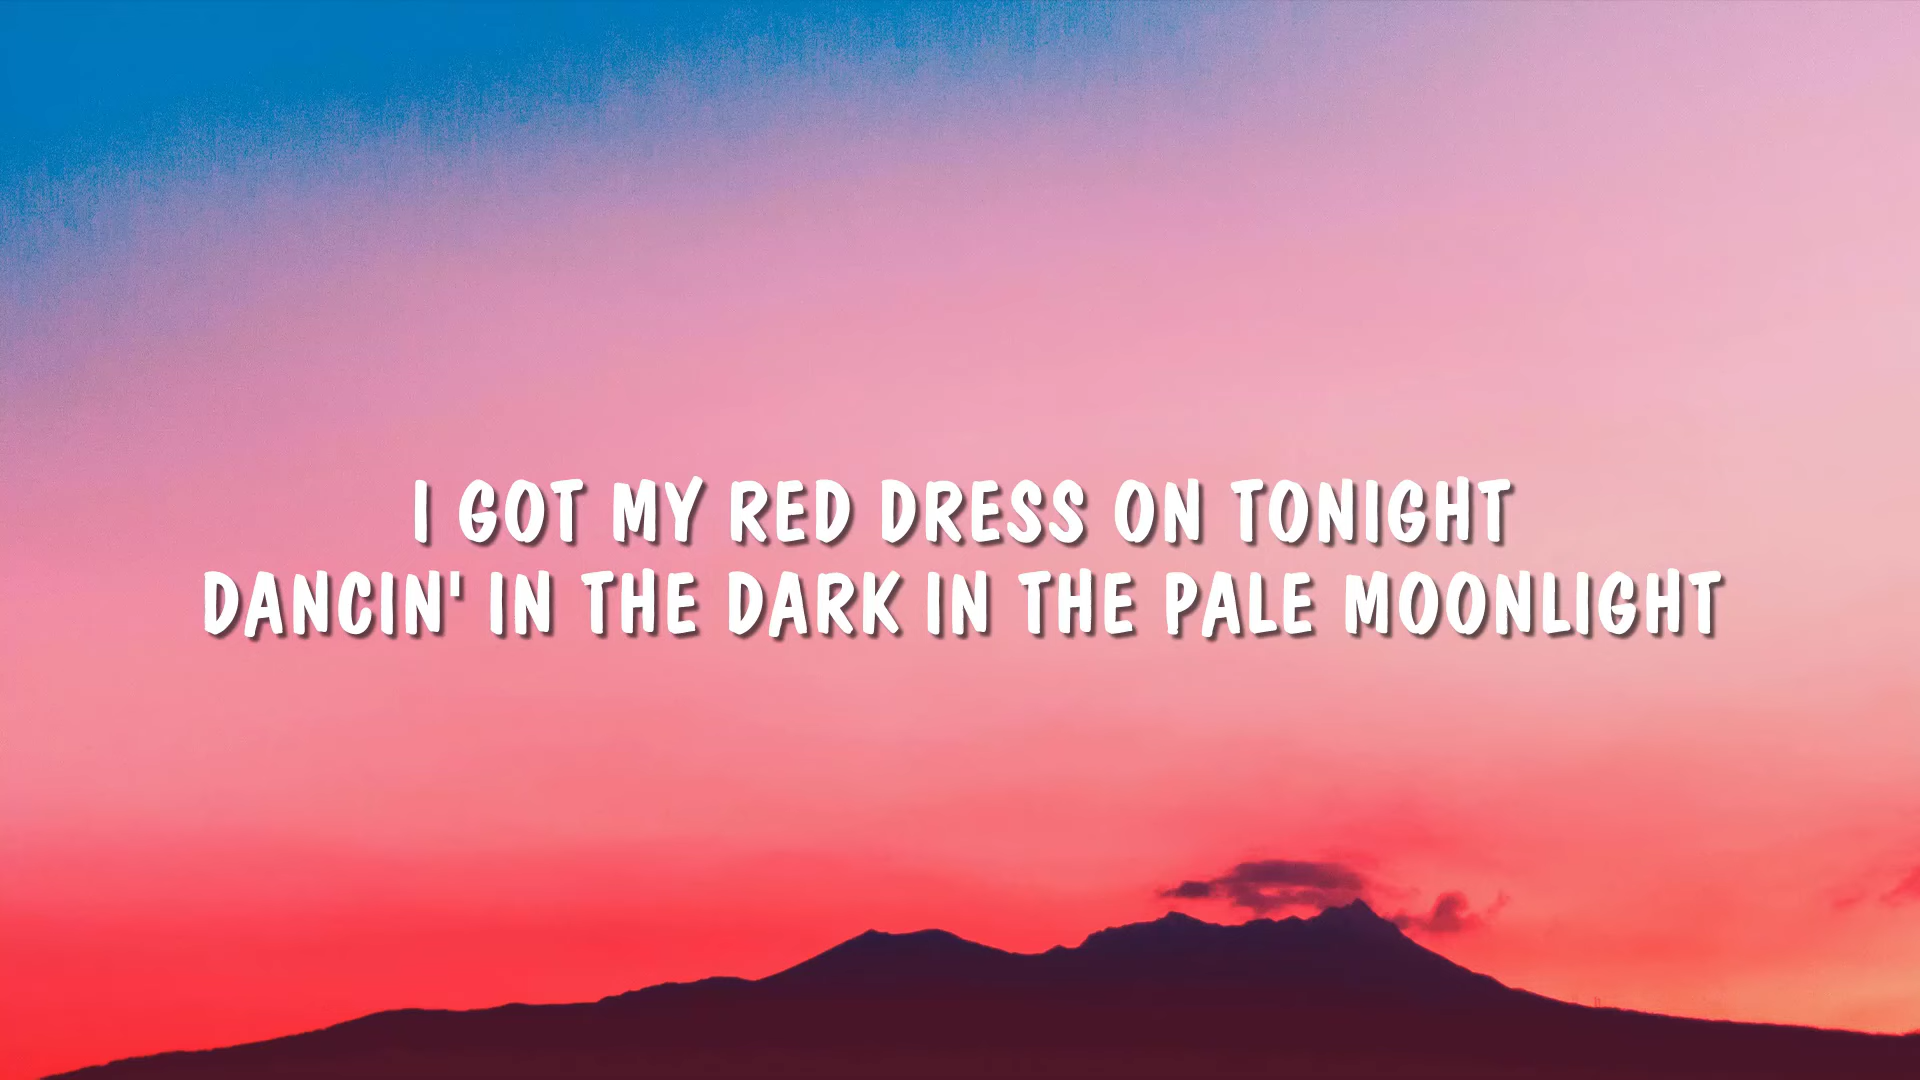 I GOT MY RED DRESS ON TONIGHT
DANCIN' IN THE DARK IN THE PALE MOONLIGHT